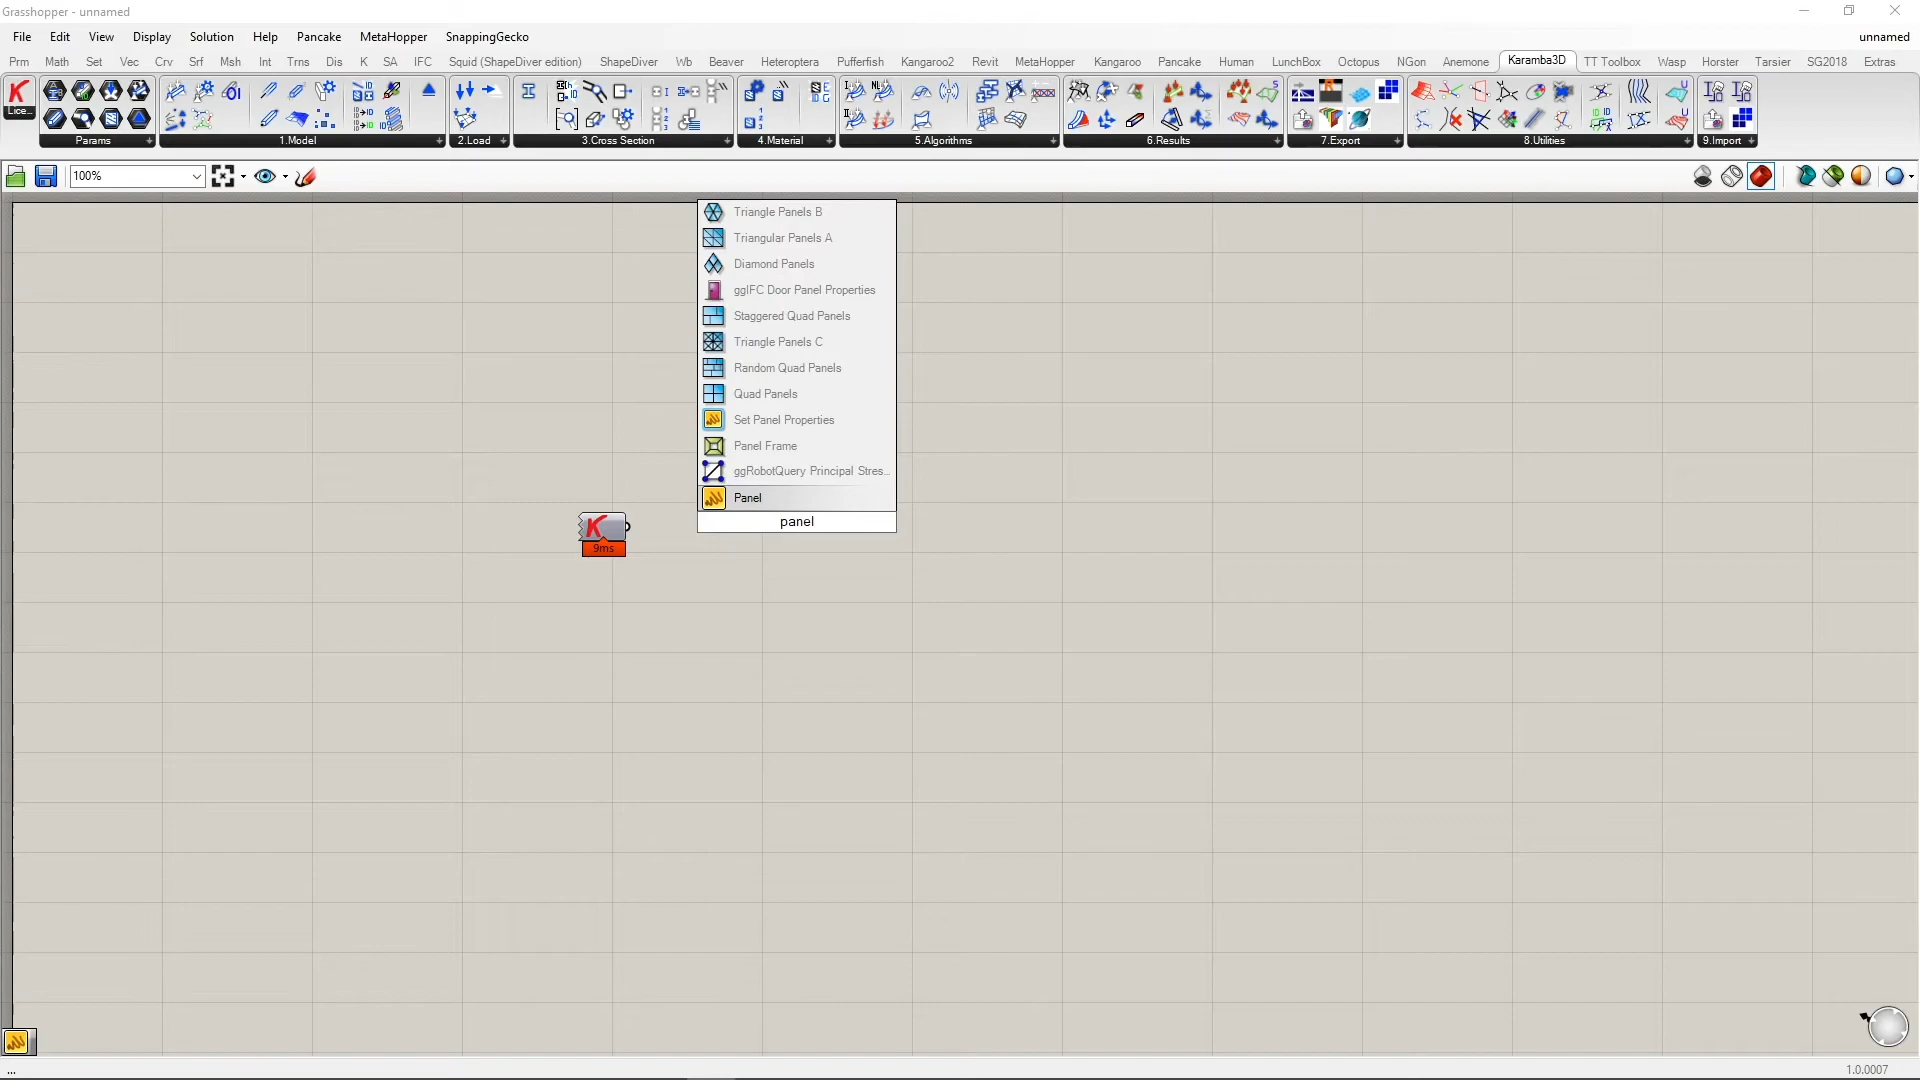 Grasshopper - unnamed
File Edit View Display Solution Help Pancake MetaHopper SnappingGecko unnamed
Prm Math Set Vec Crv Srf Msh Int Trns Dis K SA IFC Squid (ShapeDiver edition) ShapeDiver Wb Beaver Heteroptera Pufferfish Kangaroo2 Revit MetaHopper Kangaroo Pancake Human LunchBox Octopus NGon Anemone Karamba3D TT Toolbox Wasp Horster Tarsier SG2018 Extras
Lice...
Params 1.Model 2.Load 3.Cross Section 4.Material 5.Algorithms 6.Results 7.Export 8.Utilities 9.Import
100%
Triangle Panels B
Triangular Panels A
Diamond Panels
ggIFC Door Panel Properties
Staggered Quad Panels
Triangle Panels C
Random Quad Panels
Quad Panels
Set Panel Properties
Panel Frame
ggRobotQuery Principal Stres...
Panel
panel
K
9ms
...
1.0.0007